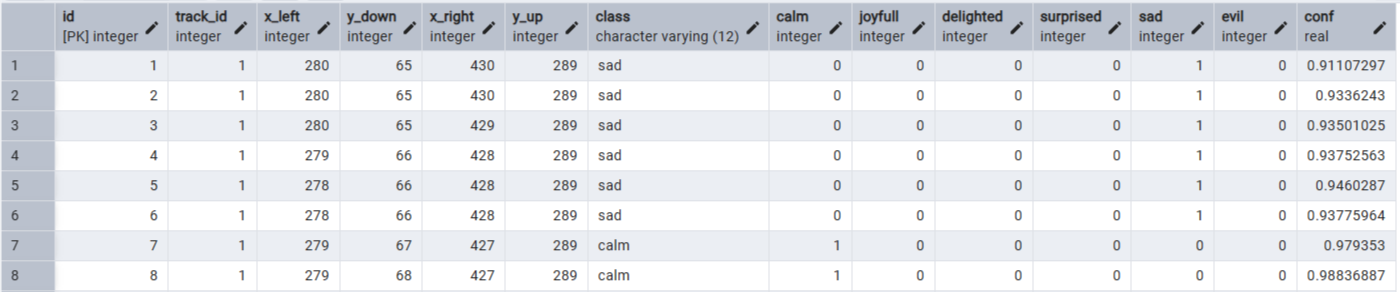 id track_id x_left y_down x_right y_up class calm joyfull delighted surprised sad evil conf
[PK] integer integer integer integer integer integer character varying (12) integer integer integer integer integer integer real
1 1 1 280 65 430 289 sad 0 0 0 0 1 0 0.91107297
2 2 1 280 65 430 289 sad 0 0 0 0 1 0 0.9336243
3 3 1 280 65 429 289 sad 0 0 0 0 1 0 0.93501025
4 4 1 279 66 428 289 sad 0 0 0 0 1 0 0.93752563
5 5 1 278 66 428 289 sad 0 0 0 0 1 0 0.9460287
6 6 1 278 66 428 289 sad 0 0 0 0 1 0 0.93775964
7 7 1 279 67 427 289 calm 1 0 0 0 0 0 0.979353
8 8 1 279 68 427 289 calm 1 0 0 0 0 0 0.98836887